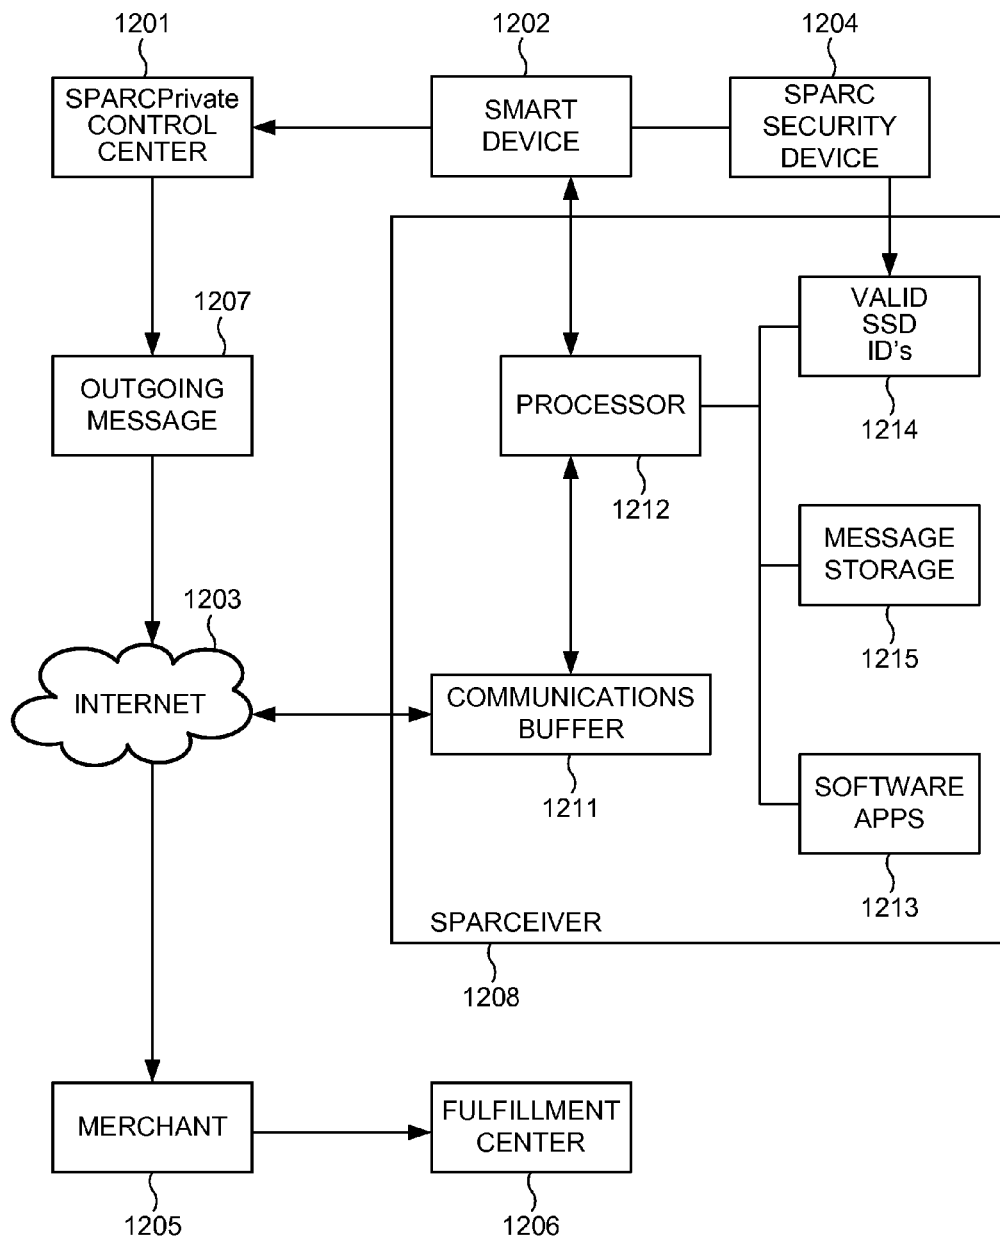 1201
1202
1204
SPARCPrivate
CONTROL
CENTER
SMART
DEVICE
SPARC
SECURITY
DEVICE
1207
OUTGOING
MESSAGE
PROCESSOR
1212
VALID
SSD
ID's
1214
MESSAGE
STORAGE
1215
1203
INTERNET
COMMUNICATIONS
BUFFER
1211
SOFTWARE
APPS
1213
SPARCEIVER
1208
MERCHANT
1205
FULFILLMENT
CENTER
1206